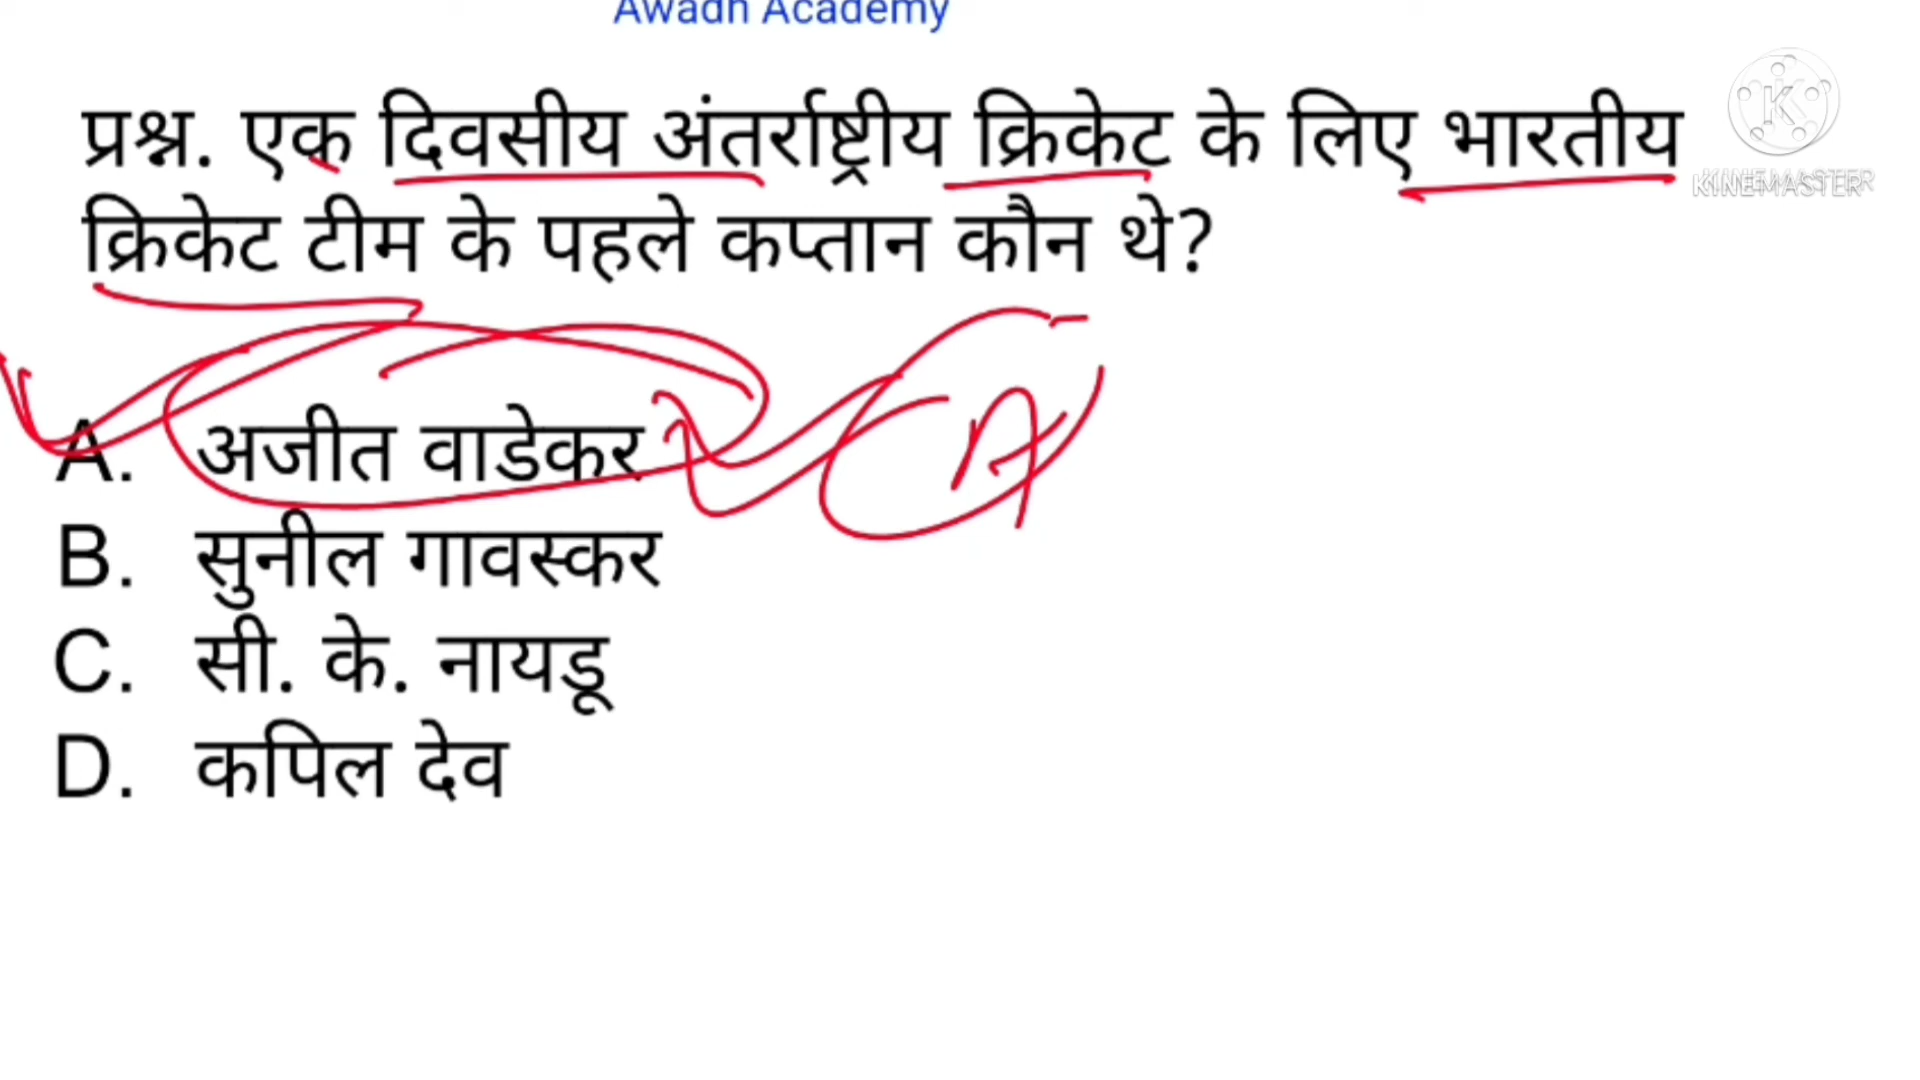 Awadh Academy
प्रश्न. एक दिवसीय अंतर्राष्ट्रीय क्रिकेट के लिए भारतीय
क्रिकेट टीम के पहले कप्तान कौन थे?
A. अजीत वाडेकर
A
B. सुनील गावस्कर
C. सी. के. नायडू
D. कपिल देव
K
KINEMASTER